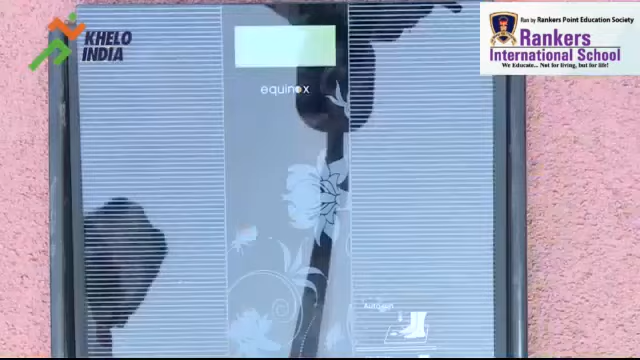 KHELO
INDIA
Run by Rankers Point Education Society
Rankers
International School
We Educate... Not for living, but for life!
equinox